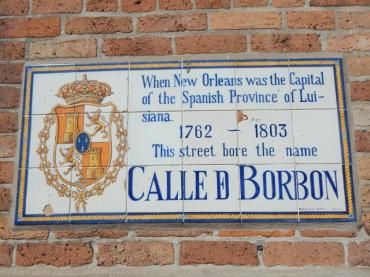 When New Orleans was the Capital
of the Spanish Province of Lui-
siana.
1762 ~ 1803
This street bore the name
CALLE D BORBON